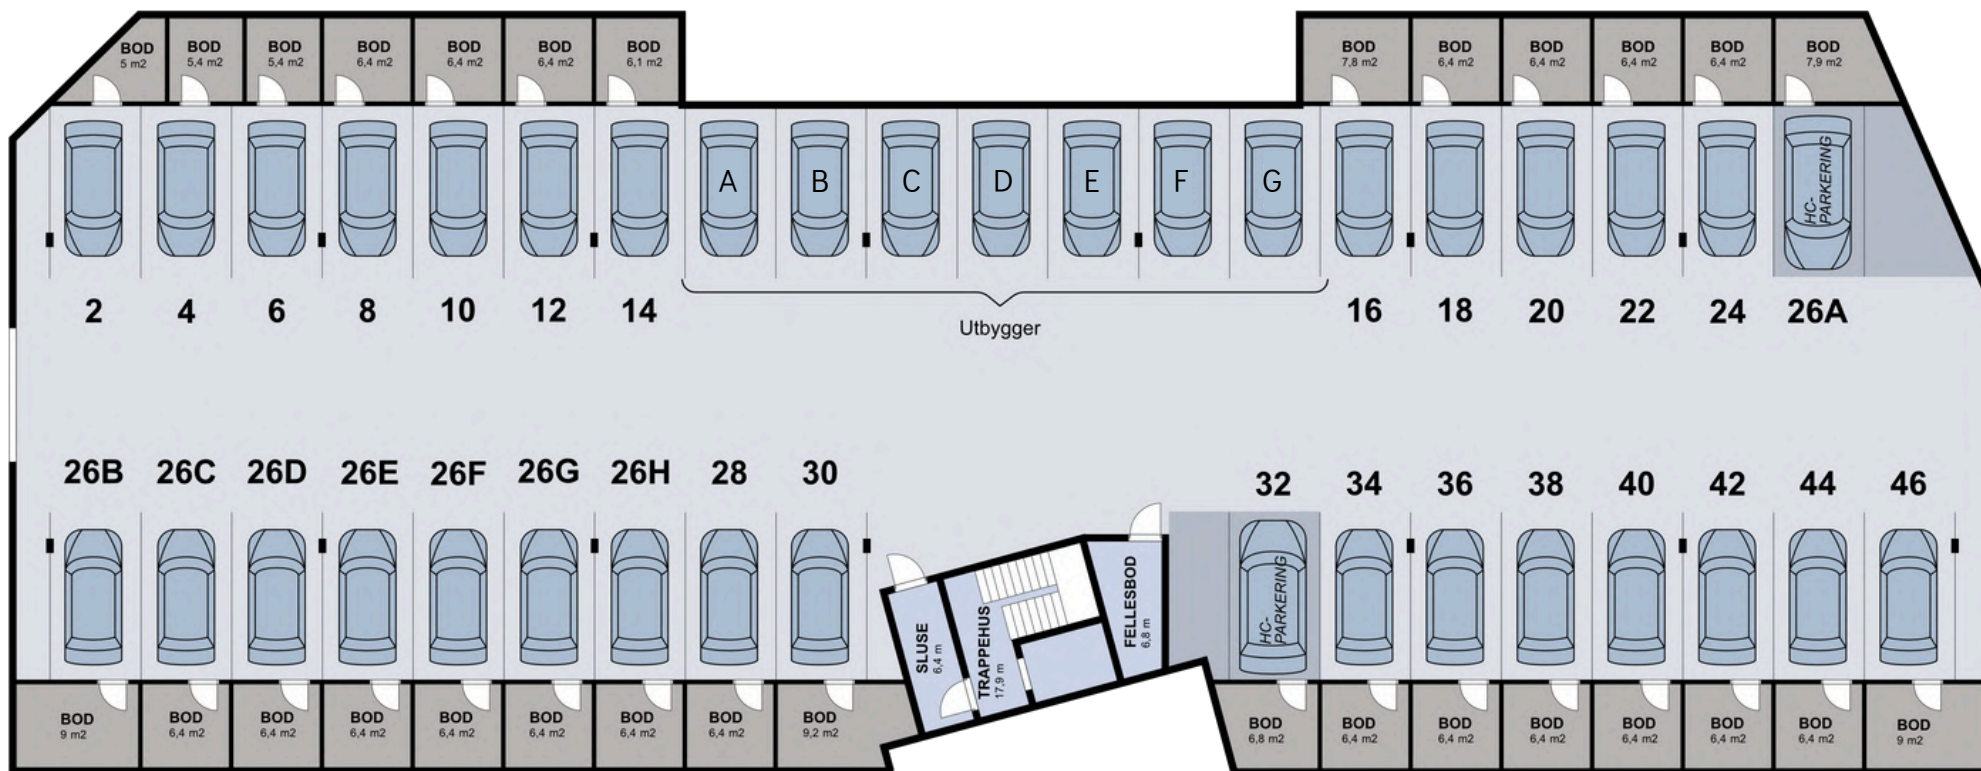 BOD
5 m2
BOD
5,4 m2
BOD
5,4 m2
BOD
6,4 m2
BOD
6,4 m2
BOD
6,4 m2
BOD
6,1 m2
BOD
7,8 m2
BOD
6,4 m2
BOD
6,4 m2
BOD
6,4 m2
BOD
6,4 m2
BOD
7,9 m2
A B C D E F G
HC-
PARKERING
2 4 6 8 10 12 14 16 18 20 22 24 26A
Utbygger
26B 26C 26D 26E 26F 26G 26H 28 30 32 34 36 38 40 42 44 46
HC-
PARKERING
SLUSE
6,4 m
TRAPPEHUS
17,9 m
FELLESBOD
6,8 m
BOD
9 m2
BOD
6,4 m2
BOD
6,4 m2
BOD
6,4 m2
BOD
6,4 m2
BOD
6,4 m2
BOD
6,4 m2
BOD
6,4 m2
BOD
9,2 m2
BOD
6,8 m2
BOD
6,4 m2
BOD
6,4 m2
BOD
6,4 m2
BOD
6,4 m2
BOD
6,4 m2
BOD
6,4 m2
BOD
9 m2